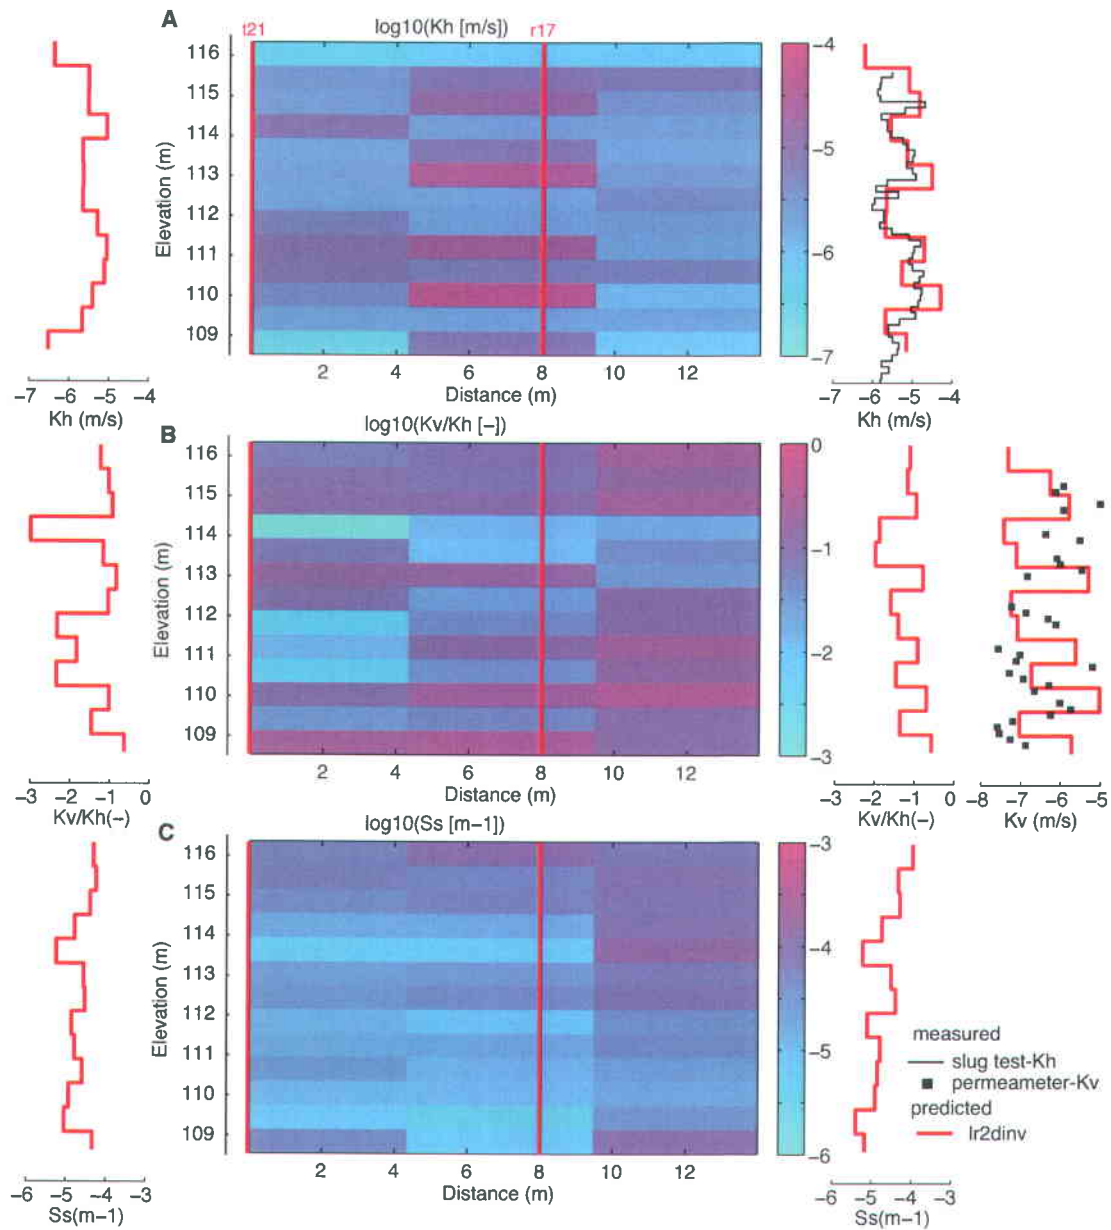 A
log10(Kh [m/s])
t21
r17
116
115
114
113
112
111
110
109
Elevation (m)
2 4 6 8 10 12
Distance (m)
−4
−5
−6
−7
−7 −6 −5 −4
Kh (m/s)
−7 −6 −5 −4
Kh (m/s)
B
log10(Kv/Kh [−])
116
115
114
113
112
111
110
109
Elevation (m)
2 4 6 8 10 12
Distance (m)
0
−1
−2
−3
−3 −2 −1 0
Kv/Kh(−)
−3 −2 −1 0
Kv/Kh(−)
−8 −7 −6 −5
Kv (m/s)
C
log10(Ss [m−1])
116
115
114
113
112
111
110
109
Elevation (m)
2 4 6 8 10 12
Distance (m)
−3
−4
−5
−6
−6 −5 −4 −3
Ss(m−1)
−6 −5 −4 −3
Ss(m−1)
measured
slug test-Kh
permeameter-Kv
predicted
lr2dinv